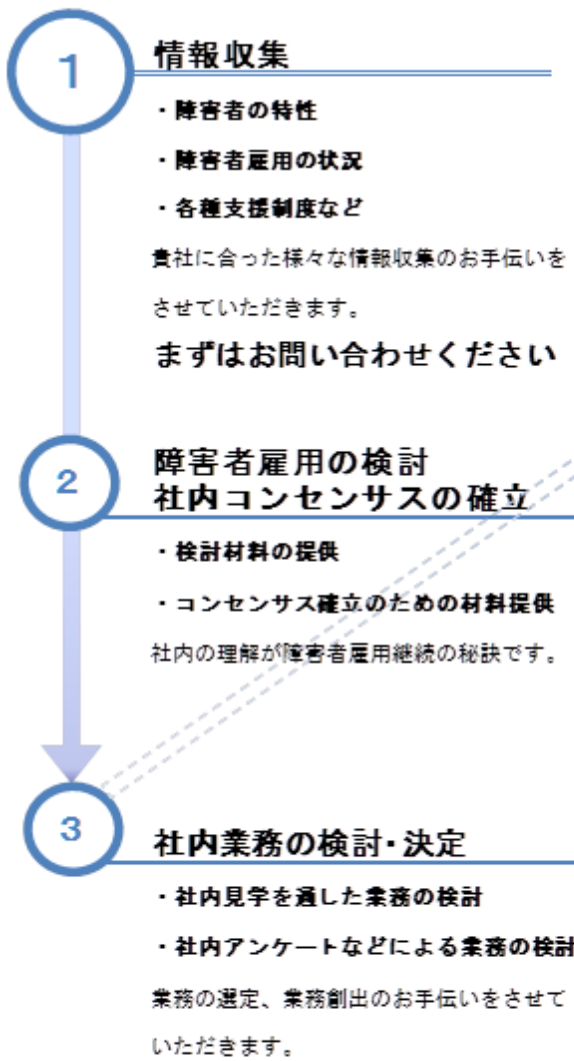 1
情報収集
・障害者の特性
・障害者雇用の状況
・各種支援制度など
貴社に合った様々な情報収集のお手伝いを
させていただきます。
まずはお問い合わせください
2
障害者雇用の検討
社内コンセンサスの確立
・検討材料の提供
・コンセンサス確立のための材料提供
社内の理解が障害者雇用継続の秘訣です。
3
社内業務の検討・決定
・社内見学を通した業務の検討
・社内アンケートなどによる業務の検討
業務の選定、業務創出のお手伝いをさせて
いただきます。